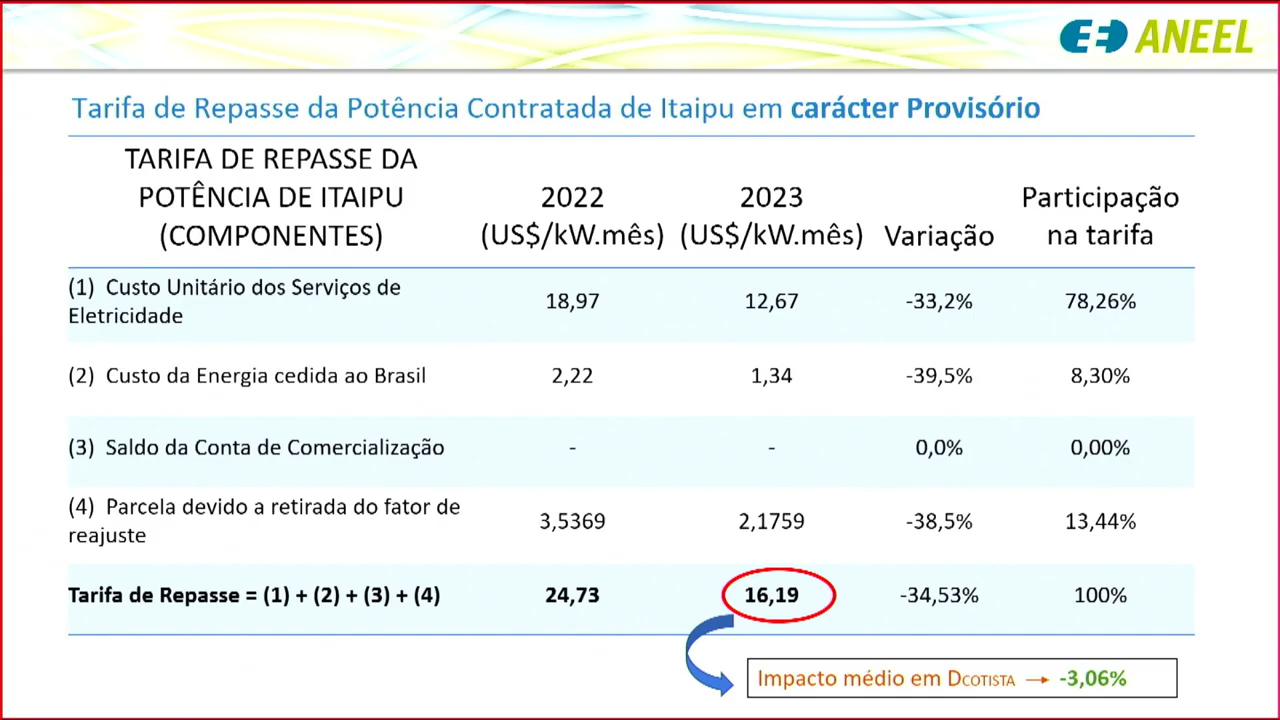 ANEEL
Tarifa de Repasse da Potência Contratada de Itaipu em carácter Provisório
TARIFA DE REPASSE DA
POTÊNCIA DE ITAIPU
(COMPONENTES)
2022
(US$/kW.mês)
2023
(US$/kW.mês)
Variação
Participação
na tarifa
(1) Custo Unitário dos Serviços de
Eletricidade
18,97
12,67
-33,2%
78,26%
(2) Custo da Energia cedida ao Brasil
2,22
1,34
-39,5%
8,30%
(3) Saldo da Conta de Comercialização
-
-
0,0%
0,00%
(4) Parcela devido a retirada do fator de
reajuste
3,5369
2,1759
-38,5%
13,44%
Tarifa de Repasse = (1) + (2) + (3) + (4)
24,73
16,19
-34,53%
100%
Impacto médio em DCOTISTA → -3,06%